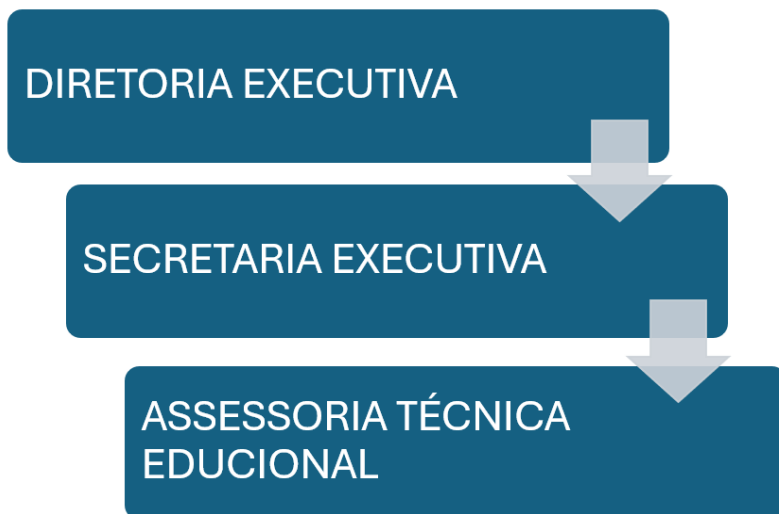 DIRETORIA EXECUTIVA
SECRETARIA EXECUTIVA
ASSESSORIA TÉCNICA
EDUCIONAL